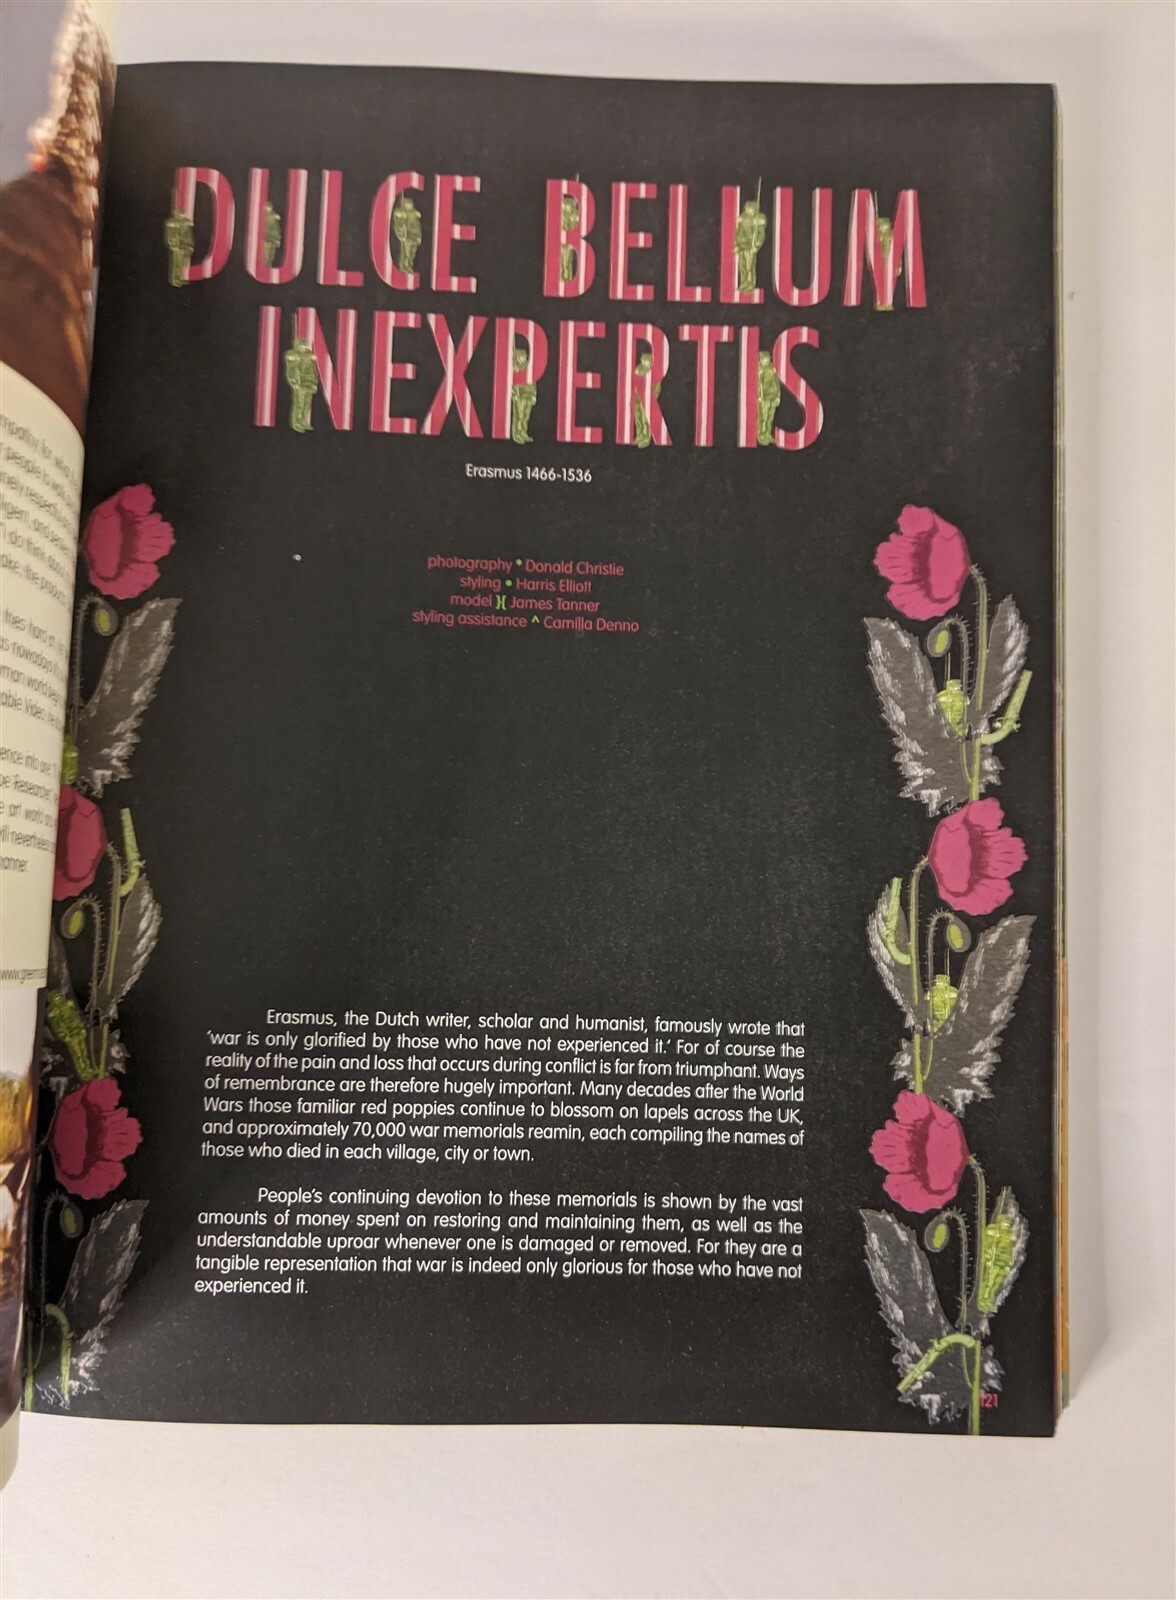 DULCE BELLUM
INEXPERTIS
Erasmus 1466-1536
photography • Donald Christie
styling • Harris Elliott
model }{ James Tanner
styling assistance ^ Camilla Denno
Erasmus, the Dutch writer, scholar and humanist, famously wrote that
'war is only glorified by those who have not experienced it.' For of course the
reality of the pain and loss that occurs during conflict is far from triumphant. Ways
of remembrance are therefore hugely important. Many decades after the World
Wars those familiar red poppies continue to blossom on lapels across the UK,
and approximately 70,000 war memorials reamin, each compiling the names of
those who died in each village, city or town.
People's continuing devotion to these memorials is shown by the vast
amounts of money spent on restoring and maintaining them, as well as the
understandable uproar whenever one is damaged or removed. For they are a
tangible representation that war is indeed only glorious for those who have not
experienced it.
121